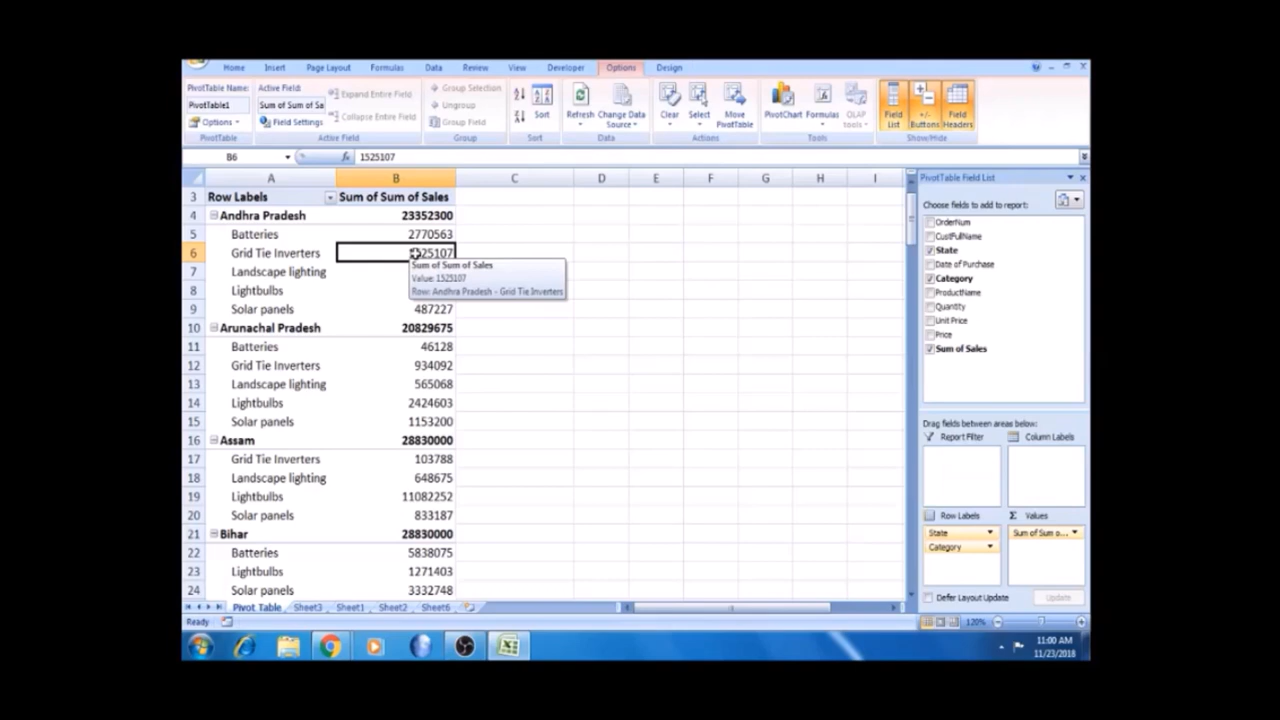 Home Insert Page Layout Formulas Data Review View Developer Options Design
PivotTable Name: Active Field: Expand Entire Field Group Selection
PivotTable1 Sum of Sum of Sa Collapse Entire Field Ungroup
Options Field Settings Group Field
Sort Refresh Change Data Source Clear Select Move PivotTable PivotChart Formulas OLAP tools Field List +/- Buttons Field Headers
PivotTable Active Field Group Sort Data Actions Tools Show/Hide
B6 fx 1525107
A B C D E F G H I
3 Row Labels Sum of Sum of Sales
4 Andhra Pradesh 23352300
5 Batteries 2770563
6 Grid Tie Inverters
7 Landscape lighting
8 Lightbulbs
9 Solar panels 487227
Sum of Sum of Sales
Value: 1525107
Row: Andhra Pradesh - Grid Tie Inverters
10 Arunachal Pradesh 20829675
11 Batteries 46128
12 Grid Tie Inverters 934092
13 Landscape lighting 565068
14 Lightbulbs 2424603
15 Solar panels 1153200
16 Assam 28830000
17 Grid Tie Inverters 103788
18 Landscape lighting 648675
19 Lightbulbs 11082252
20 Solar panels 833187
21 Bihar 28830000
22 Batteries 5838075
23 Lightbulbs 1271403
24 Solar panels 3332748
PivotTable Field List
Choose fields to add to report:
OrderNum
CustFullName
State
Date of Purchase
Category
ProductName
Quantity
Unit Price
Price
Sum of Sales
Drag fields between areas below:
Report Filter Column Labels
Row Labels Σ Values
State Sum of Sum o...
Category
Defer Layout Update Update
Pivot Table Sheet3 Sheet1 Sheet2 Sheet6
Ready 120%
11:00 AM
11/23/2018